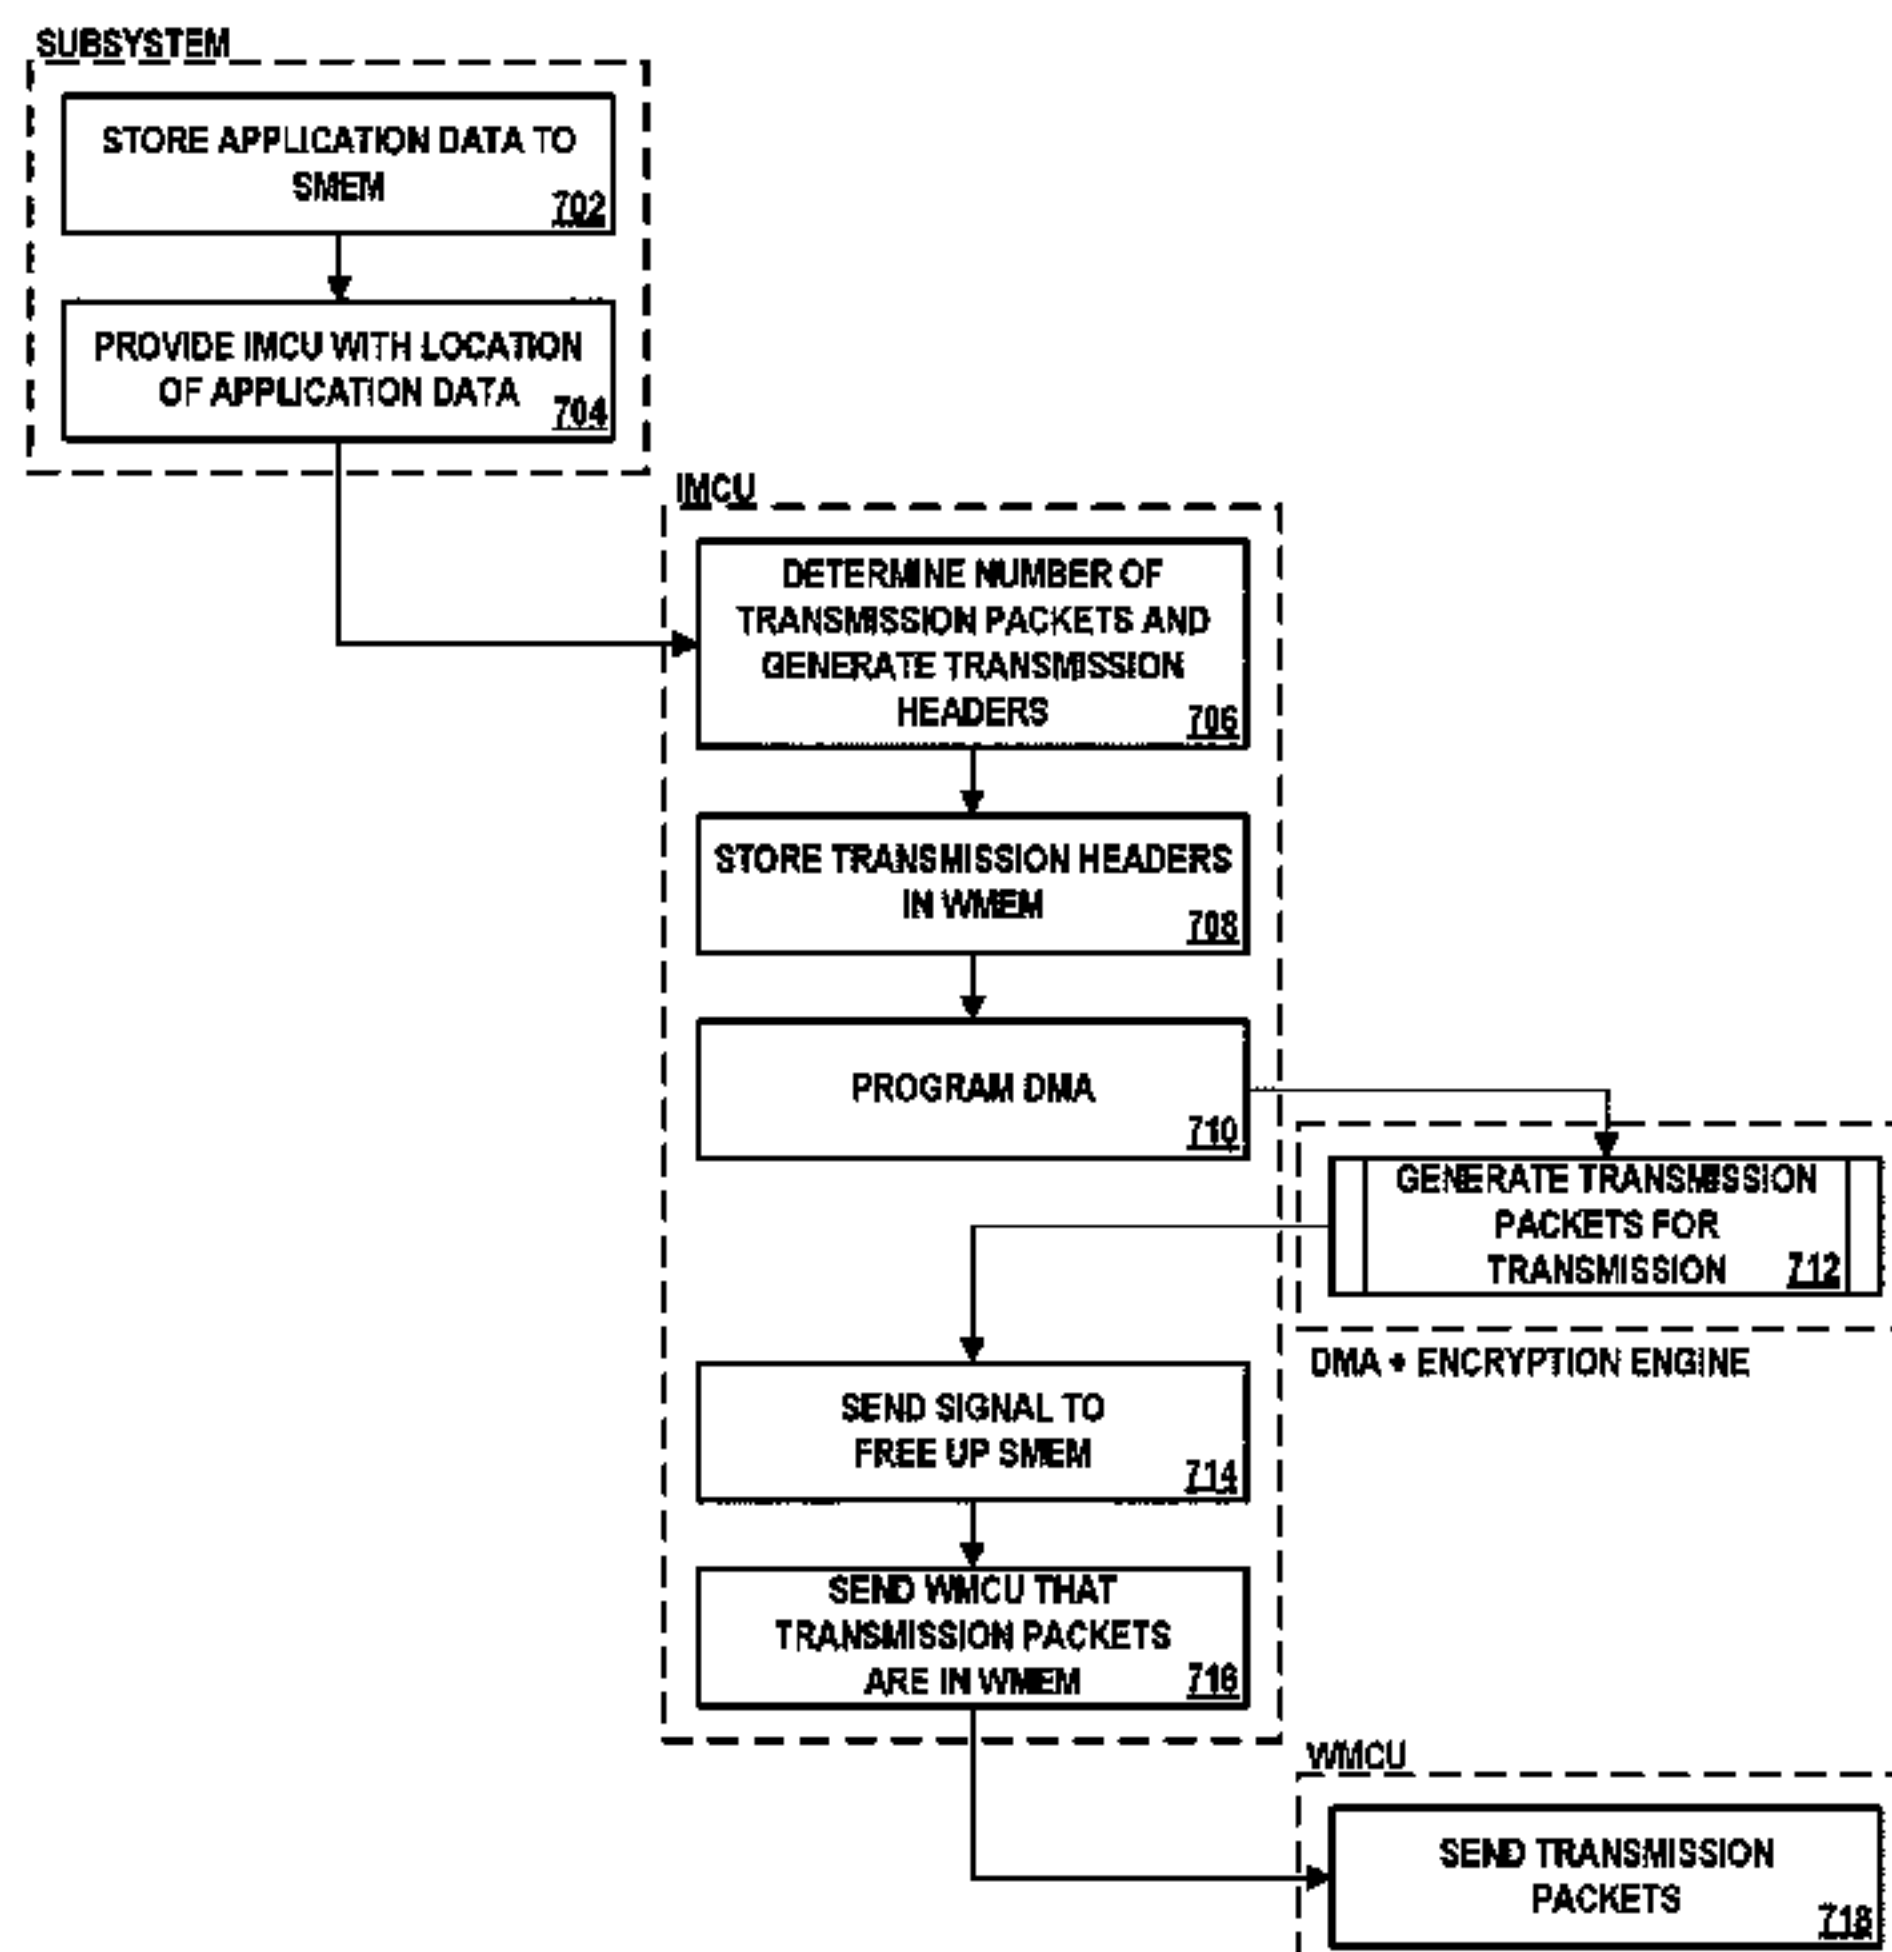 SUBSYSTEM
STORE APPLICATION DATA TO
SMEM
702
PROVIDE IMCU WITH LOCATION
OF APPLICATION DATA
704
IMCU
DETERMINE NUMBER OF
TRANSMISSION PACKETS AND
GENERATE TRANSMISSION
HEADERS
706
STORE TRANSMISSION HEADERS
IN WMEM
708
PROGRAM DMA
710
GENERATE TRANSMISSION
PACKETS FOR
TRANSMISSION
712
DMA + ENCRYPTION ENGINE
SEND SIGNAL TO
FREE UP SMEM
714
SEND WMCU THAT
TRANSMISSION PACKETS
ARE IN WMEM
716
WMCU
SEND TRANSMISSION
PACKETS
718